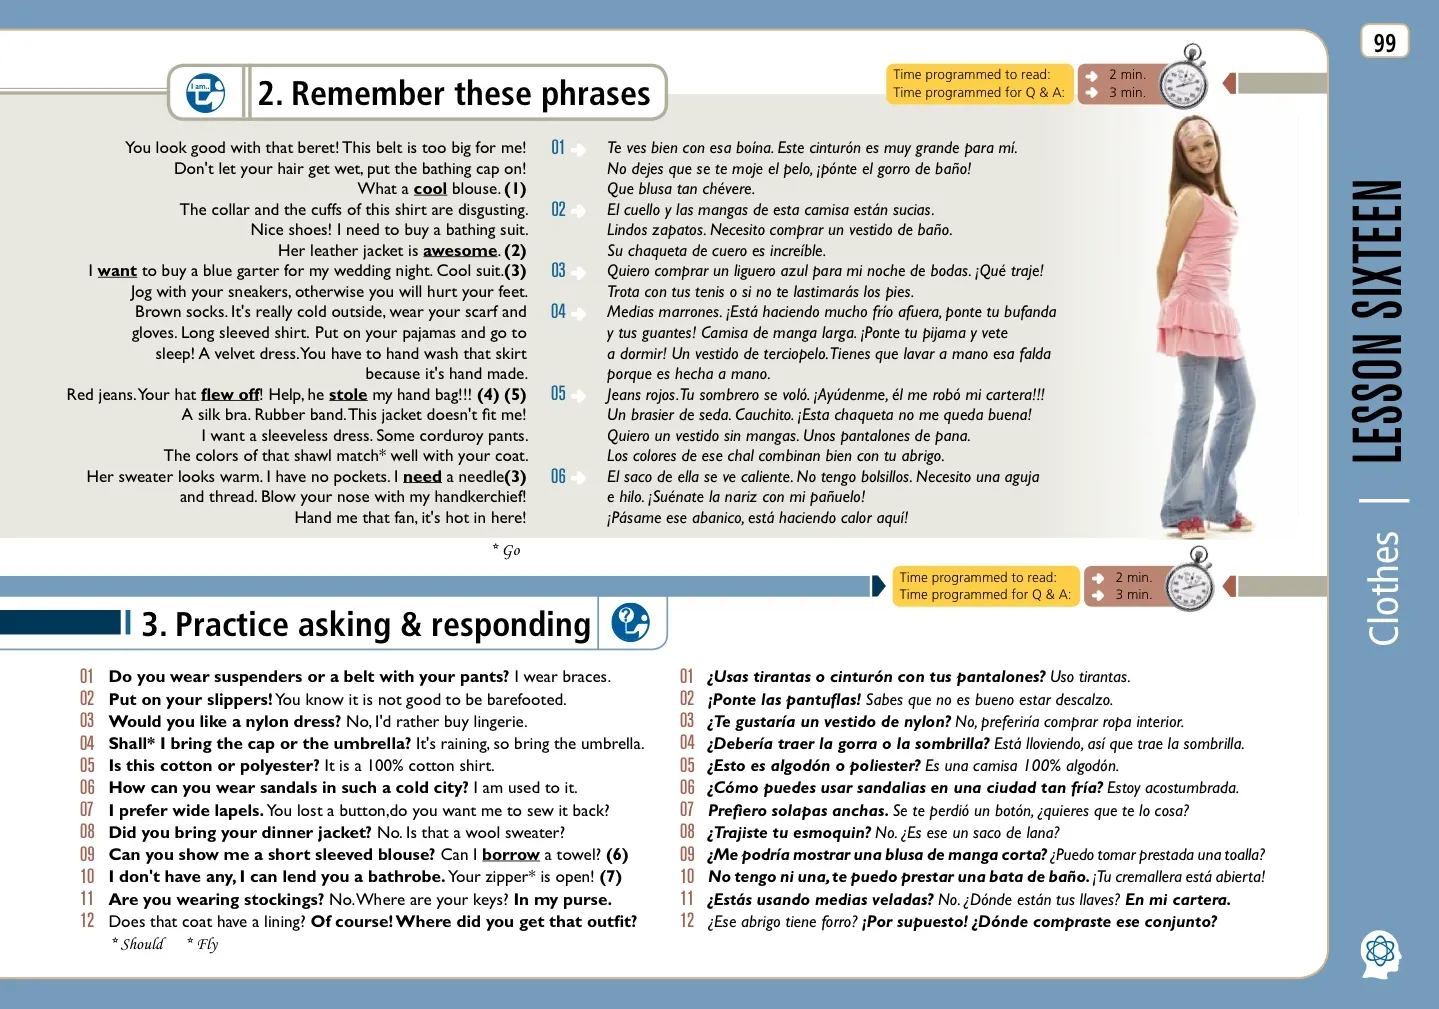 99
I am..
2. Remember these phrases
Time programmed to read: 2 min.
Time programmed for Q & A: 3 min.
You look good with that beret! This belt is too big for me!
Don't let your hair get wet, put the bathing cap on!
What a cool blouse. (1)
The collar and the cuffs of this shirt are disgusting.
Nice shoes! I need to buy a bathing suit.
Her leather jacket is awesome. (2)
I want to buy a blue garter for my wedding night. Cool suit.(3)
Jog with your sneakers, otherwise you will hurt your feet.
Brown socks. It's really cold outside, wear your scarf and
gloves. Long sleeved shirt. Put on your pajamas and go to
sleep! A velvet dress.You have to hand wash that skirt
because it's hand made.
Red jeans. Your hat flew off! Help, he stole my hand bag!!! (4) (5)
A silk bra. Rubber band. This jacket doesn't fit me!
I want a sleeveless dress. Some corduroy pants.
The colors of that shawl match* well with your coat.
Her sweater looks warm. I have no pockets. I need a needle(3)
and thread. Blow your nose with my handkerchief!
Hand me that fan, it's hot in here!
* Go
01 Te ves bien con esa boína. Este cinturón es muy grande para mí.
No dejes que se te moje el pelo, ¡pónte el gorro de baño!
Que blusa tan chévere.
02 El cuello y las mangas de esta camisa están sucias.
Lindos zapatos. Necesito comprar un vestido de baño.
Su chaqueta de cuero es increíble.
03 Quiero comprar un liguero azul para mi noche de bodas. ¡Qué traje!
Trota con tus tenis o si no te lastimarás los pies.
04 Medias marrones. ¡Está haciendo mucho frío afuera, ponte tu bufanda
y tus guantes! Camisa de manga larga. ¡Ponte tu pijama y vete
a dormir! Un vestido de terciopelo.Tienes que lavar a mano esa falda
porque es hecha a mano.
05 Jeans rojos. Tu sombrero se voló. ¡Ayúdenme, él me robó mi cartera!!!
Un brasier de seda. Cauchito. ¡Esta chaqueta no me queda buena!
Quiero un vestido sin mangas. Unos pantalones de pana.
Los colores de ese chal combinan bien con tu abrigo.
06 El saco de ella se ve caliente. No tengo bolsillos. Necesito una aguja
e hilo. ¡Suénate la nariz con mi pañuelo!
¡Pásame ese abanico, está haciendo calor aquí!
LESSON SIXTEEN | Clothes
Time programmed to read: 2 min.
Time programmed for Q & A: 3 min.
3. Practice asking & responding
?
01 Do you wear suspenders or a belt with your pants? I wear braces.
02 Put on your slippers! You know it is not good to be barefooted.
03 Would you like a nylon dress? No, I'd rather buy lingerie.
04 Shall* I bring the cap or the umbrella? It's raining, so bring the umbrella.
05 Is this cotton or polyester? It is a 100% cotton shirt.
06 How can you wear sandals in such a cold city? I am used to it.
07 I prefer wide lapels. You lost a button,do you want me to sew it back?
08 Did you bring your dinner jacket? No. Is that a wool sweater?
09 Can you show me a short sleeved blouse? Can I borrow a towel? (6)
10 I don't have any, I can lend you a bathrobe. Your zipper* is open! (7)
11 Are you wearing stockings? No. Where are your keys? In my purse.
12 Does that coat have a lining? Of course! Where did you get that outfit?
* Should * Fly
01 ¿Usas tirantas o cinturón con tus pantalones? Uso tirantas.
02 ¡Ponte las pantuflas! Sabes que no es bueno estar descalzo.
03 ¿Te gustaría un vestido de nylon? No, preferiría comprar ropa interior.
04 ¿Debería traer la gorra o la sombrilla? Está lloviendo, así que trae la sombrilla.
05 ¿Esto es algodón o poliester? Es una camisa 100% algodón.
06 ¿Cómo puedes usar sandalias en una ciudad tan fría? Estoy acostumbrada.
07 Prefiero solapas anchas. Se te perdió un botón, ¿quieres que te lo cosa?
08 ¿Trajiste tu esmoquin? No. ¿Es ese un saco de lana?
09 ¿Me podría mostrar una blusa de manga corta? ¿Puedo tomar prestada una toalla?
10 No tengo ni una, te puedo prestar una bata de baño. ¡Tu cremallera está abierta!
11 ¿Estás usando medias veladas? No. ¿Dónde están tus llaves? En mi cartera.
12 ¿Ese abrigo tiene forro? ¡Por supuesto! ¿Dónde compraste ese conjunto?